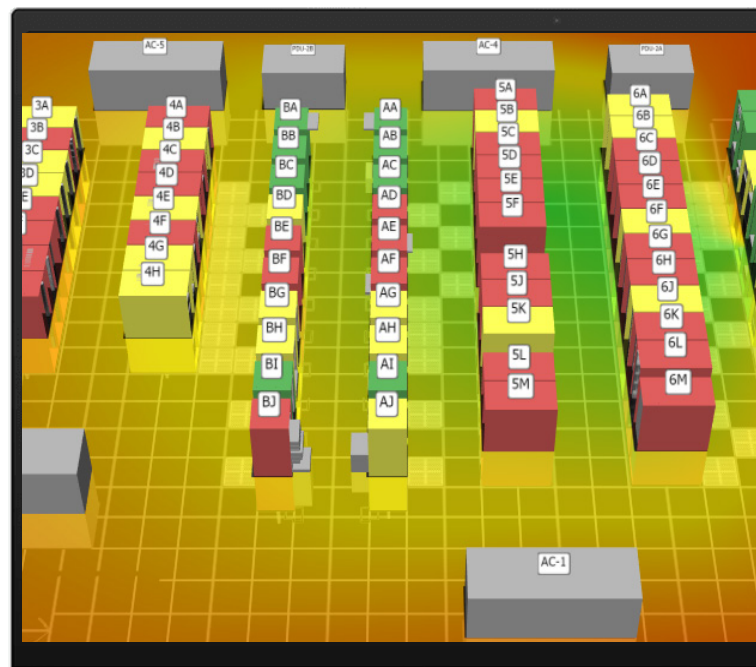 AC-5
PDU-2B
AC-4
PDU-2A
3A
3B
3C
3D
E
4A
4B
4C
4D
4E
4F
4G
4H
BA
BB
BC
BD
BE
BF
BG
BH
BI
BJ
AA
AB
AC
AD
AE
AF
AG
AH
AI
AJ
5A
5B
5C
5D
5E
5F
5H
5J
5K
5L
5M
6A
6B
6C
6D
6E
6F
6G
6H
6J
6K
6L
6M
AC-1